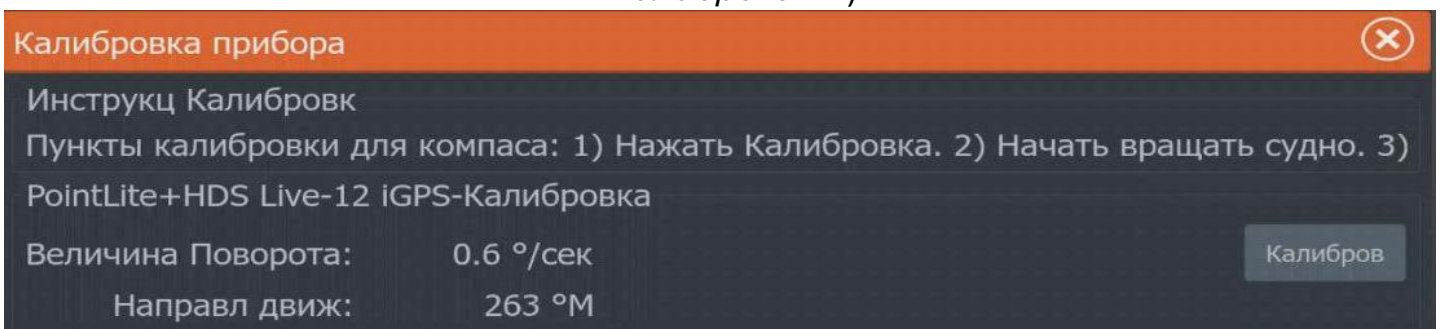 Калибровка прибора
Инструкц Калибровк
Пункты калибровки для компаса: 1) Нажать Калибровка. 2) Начать вращать судно. 3)
PointLite+HDS Live-12 iGPS-Калибровка
Величина Поворота: 0.6 °/сек
Калибров
Направл движ: 263 °M